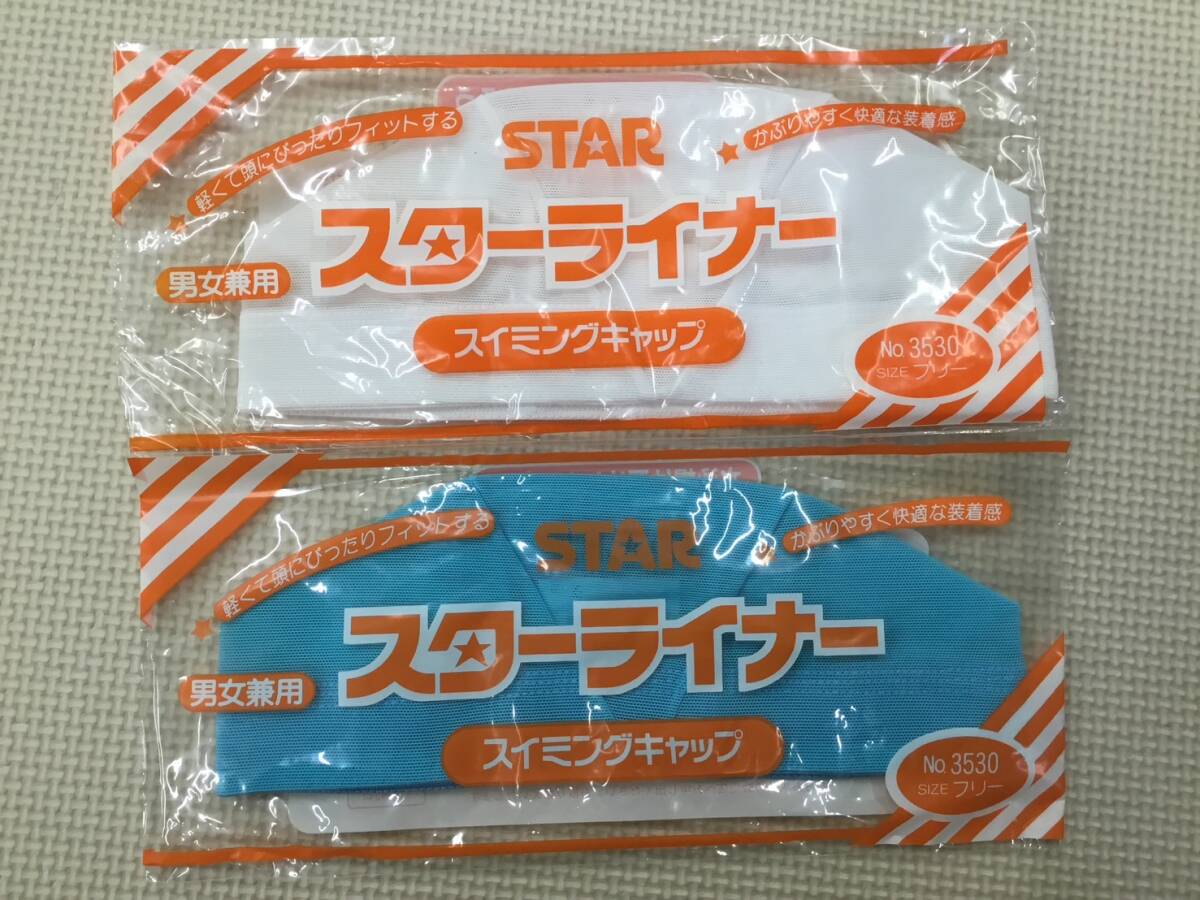 STAR
軽くて頭にぴったりフィットする
かぶりやすく快適な装着感
スターライナー
男女兼用
スイミングキャップ
No.3530
SIZE フリー
STAR
軽くて頭にぴったりフィットする
かぶりやすく快適な装着感
スターライナー
男女兼用
スイミングキャップ
No.3530
SIZE フリー